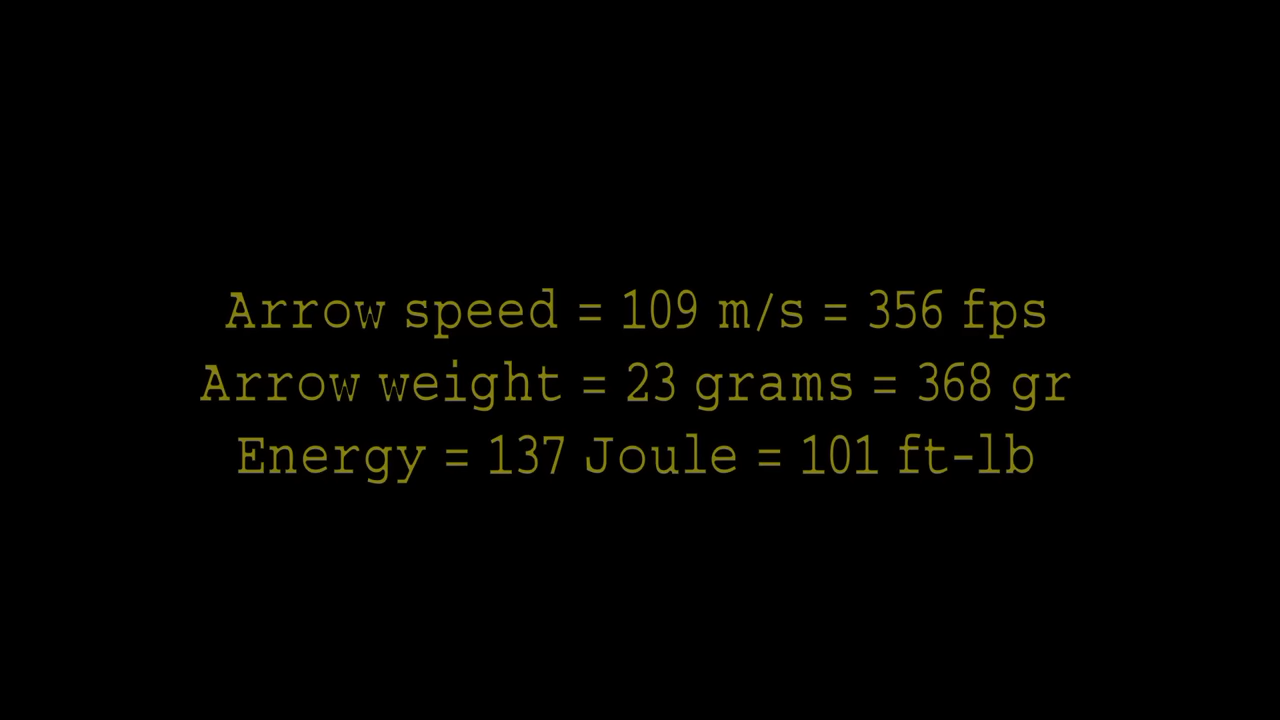 Arrow speed = 109 m/s = 356 fps
Arrow weight = 23 grams = 368 gr
Energy = 137 Joule = 101 ft-lb